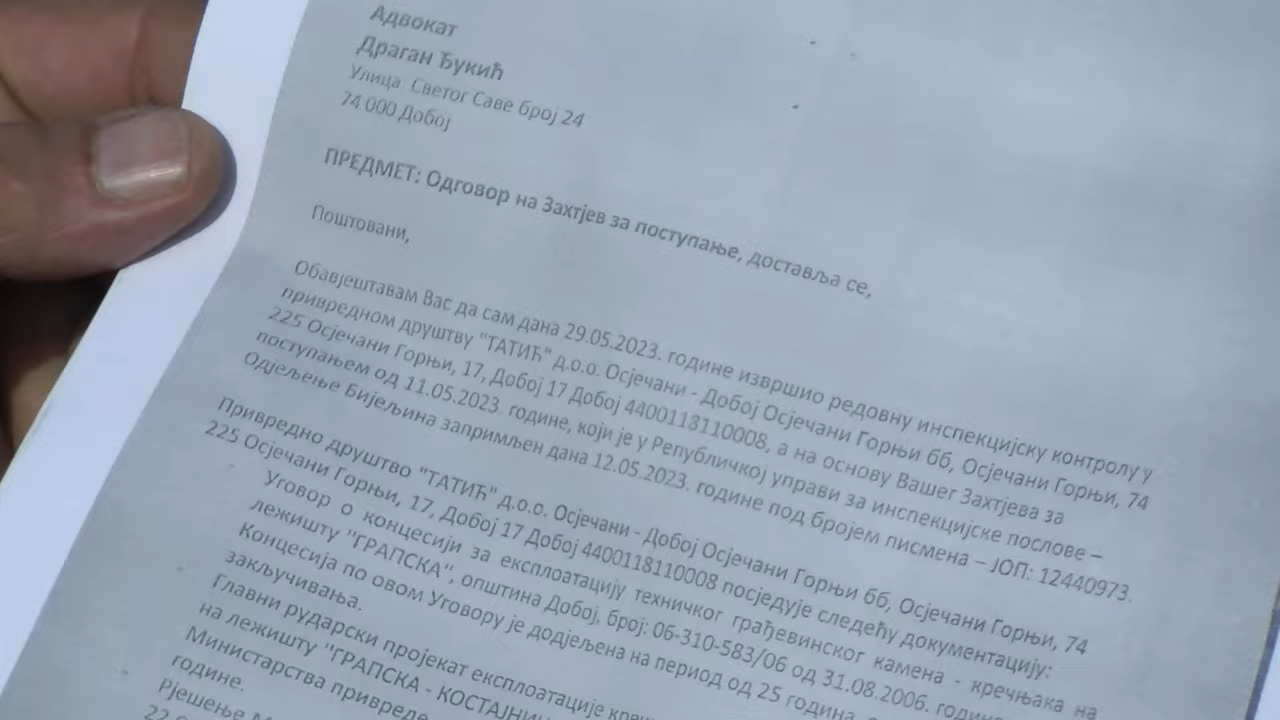 Адвокат
Драган Ђукић
Улица Светог Саве број 24
74 000 Добој
ПРЕДМЕТ: Одговор на Захтјев за поступање, доставља се,
Поштовани,
Обавјештавам Вас да сам дана 29.05.2023. године извршио редовну инспекцијску контролу у
привредном друштву "ТАТИЋ" д.о.о. Осјечани - Добој Осјечани Горњи бб, Осјечани Горњи, 74
225 Осјечани Горњи, 17, Добој 17 Добој 4400118110008, а на основу Вашег Захтјева за
поступањем од 11.05.2023. године, који је у Републичкој управи за инспекцијске послове –
Одјељење Бијељина запримљен дана 12.05.2023. године под бројем писмена – ЈОП: 12440973.
Привредно друштво "ТАТИЋ" д.о.о. Осјечани - Добој Осјечани Горњи бб, Осјечани Горњи, 74
225 Осјечани Горњи, 17, Добој 17 Добој 4400118110008 посједује следећу документацију:
Уговор о концесији за експлоатацију техничког грађевинског камена - кречњака на
лежишту "ГРАПСКА", општина Добој, број: 06-310-583/06 од 31.08.2006.
Концесија по овом Уговору је додјељена на период од 25 година,
закључивања.
Главни рударски пројекат експлоатације
на лежишту "ГРАПСКА -
Министарства привреде
године.
Рјешење